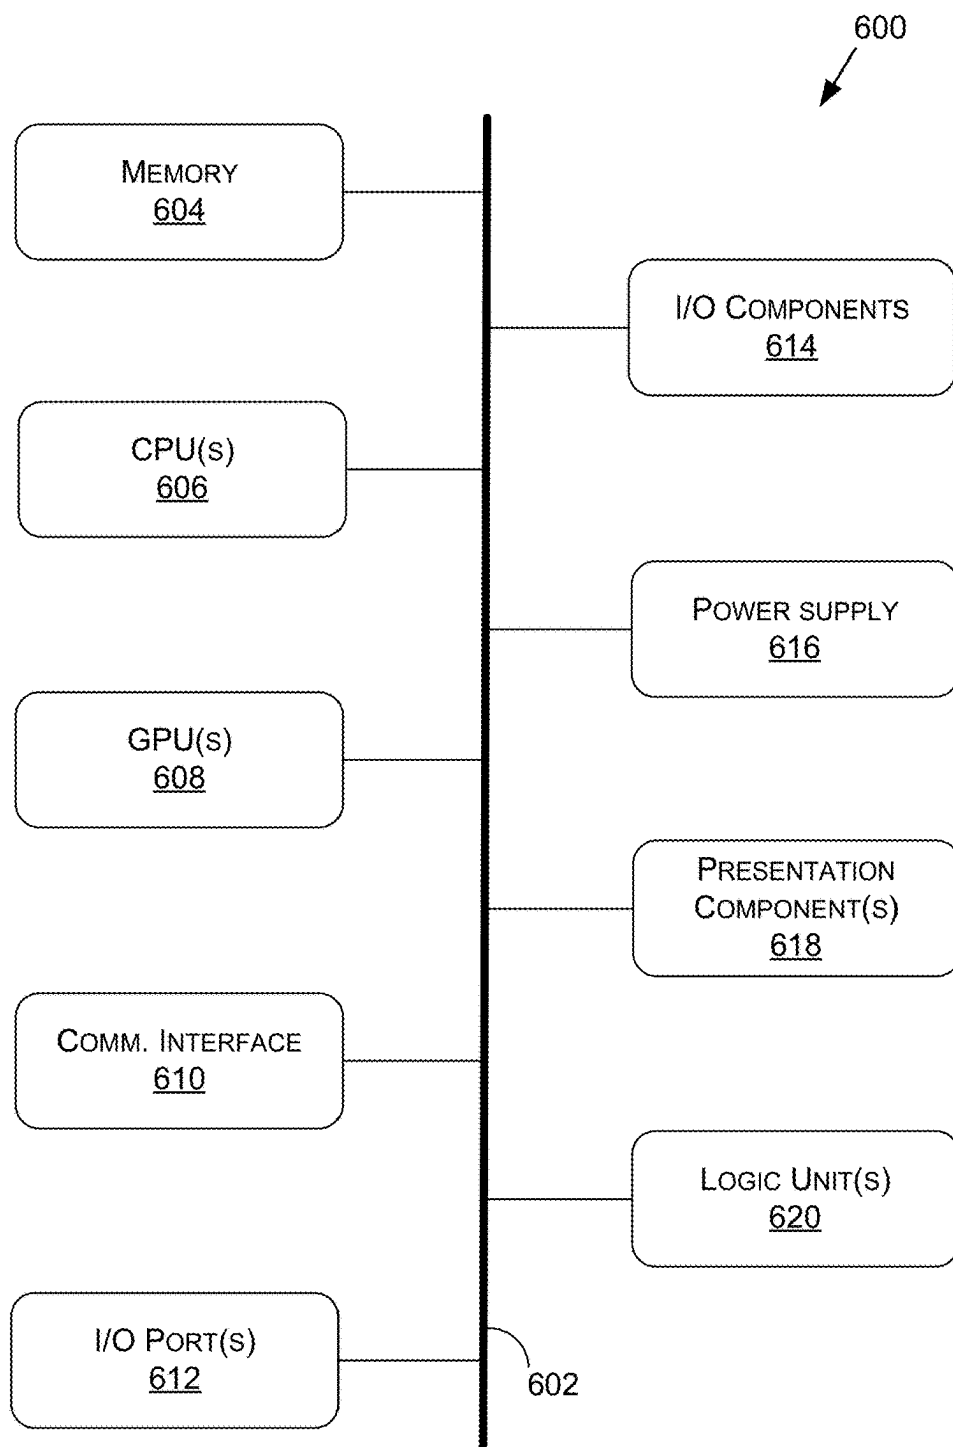 600
MEMORY
604
I/O COMPONENTS
614
CPU(S)
606
POWER SUPPLY
616
GPU(S)
608
PRESENTATION
COMPONENT(S)
618
COMM. INTERFACE
610
LOGIC UNIT(S)
620
I/O PORT(S)
612
602